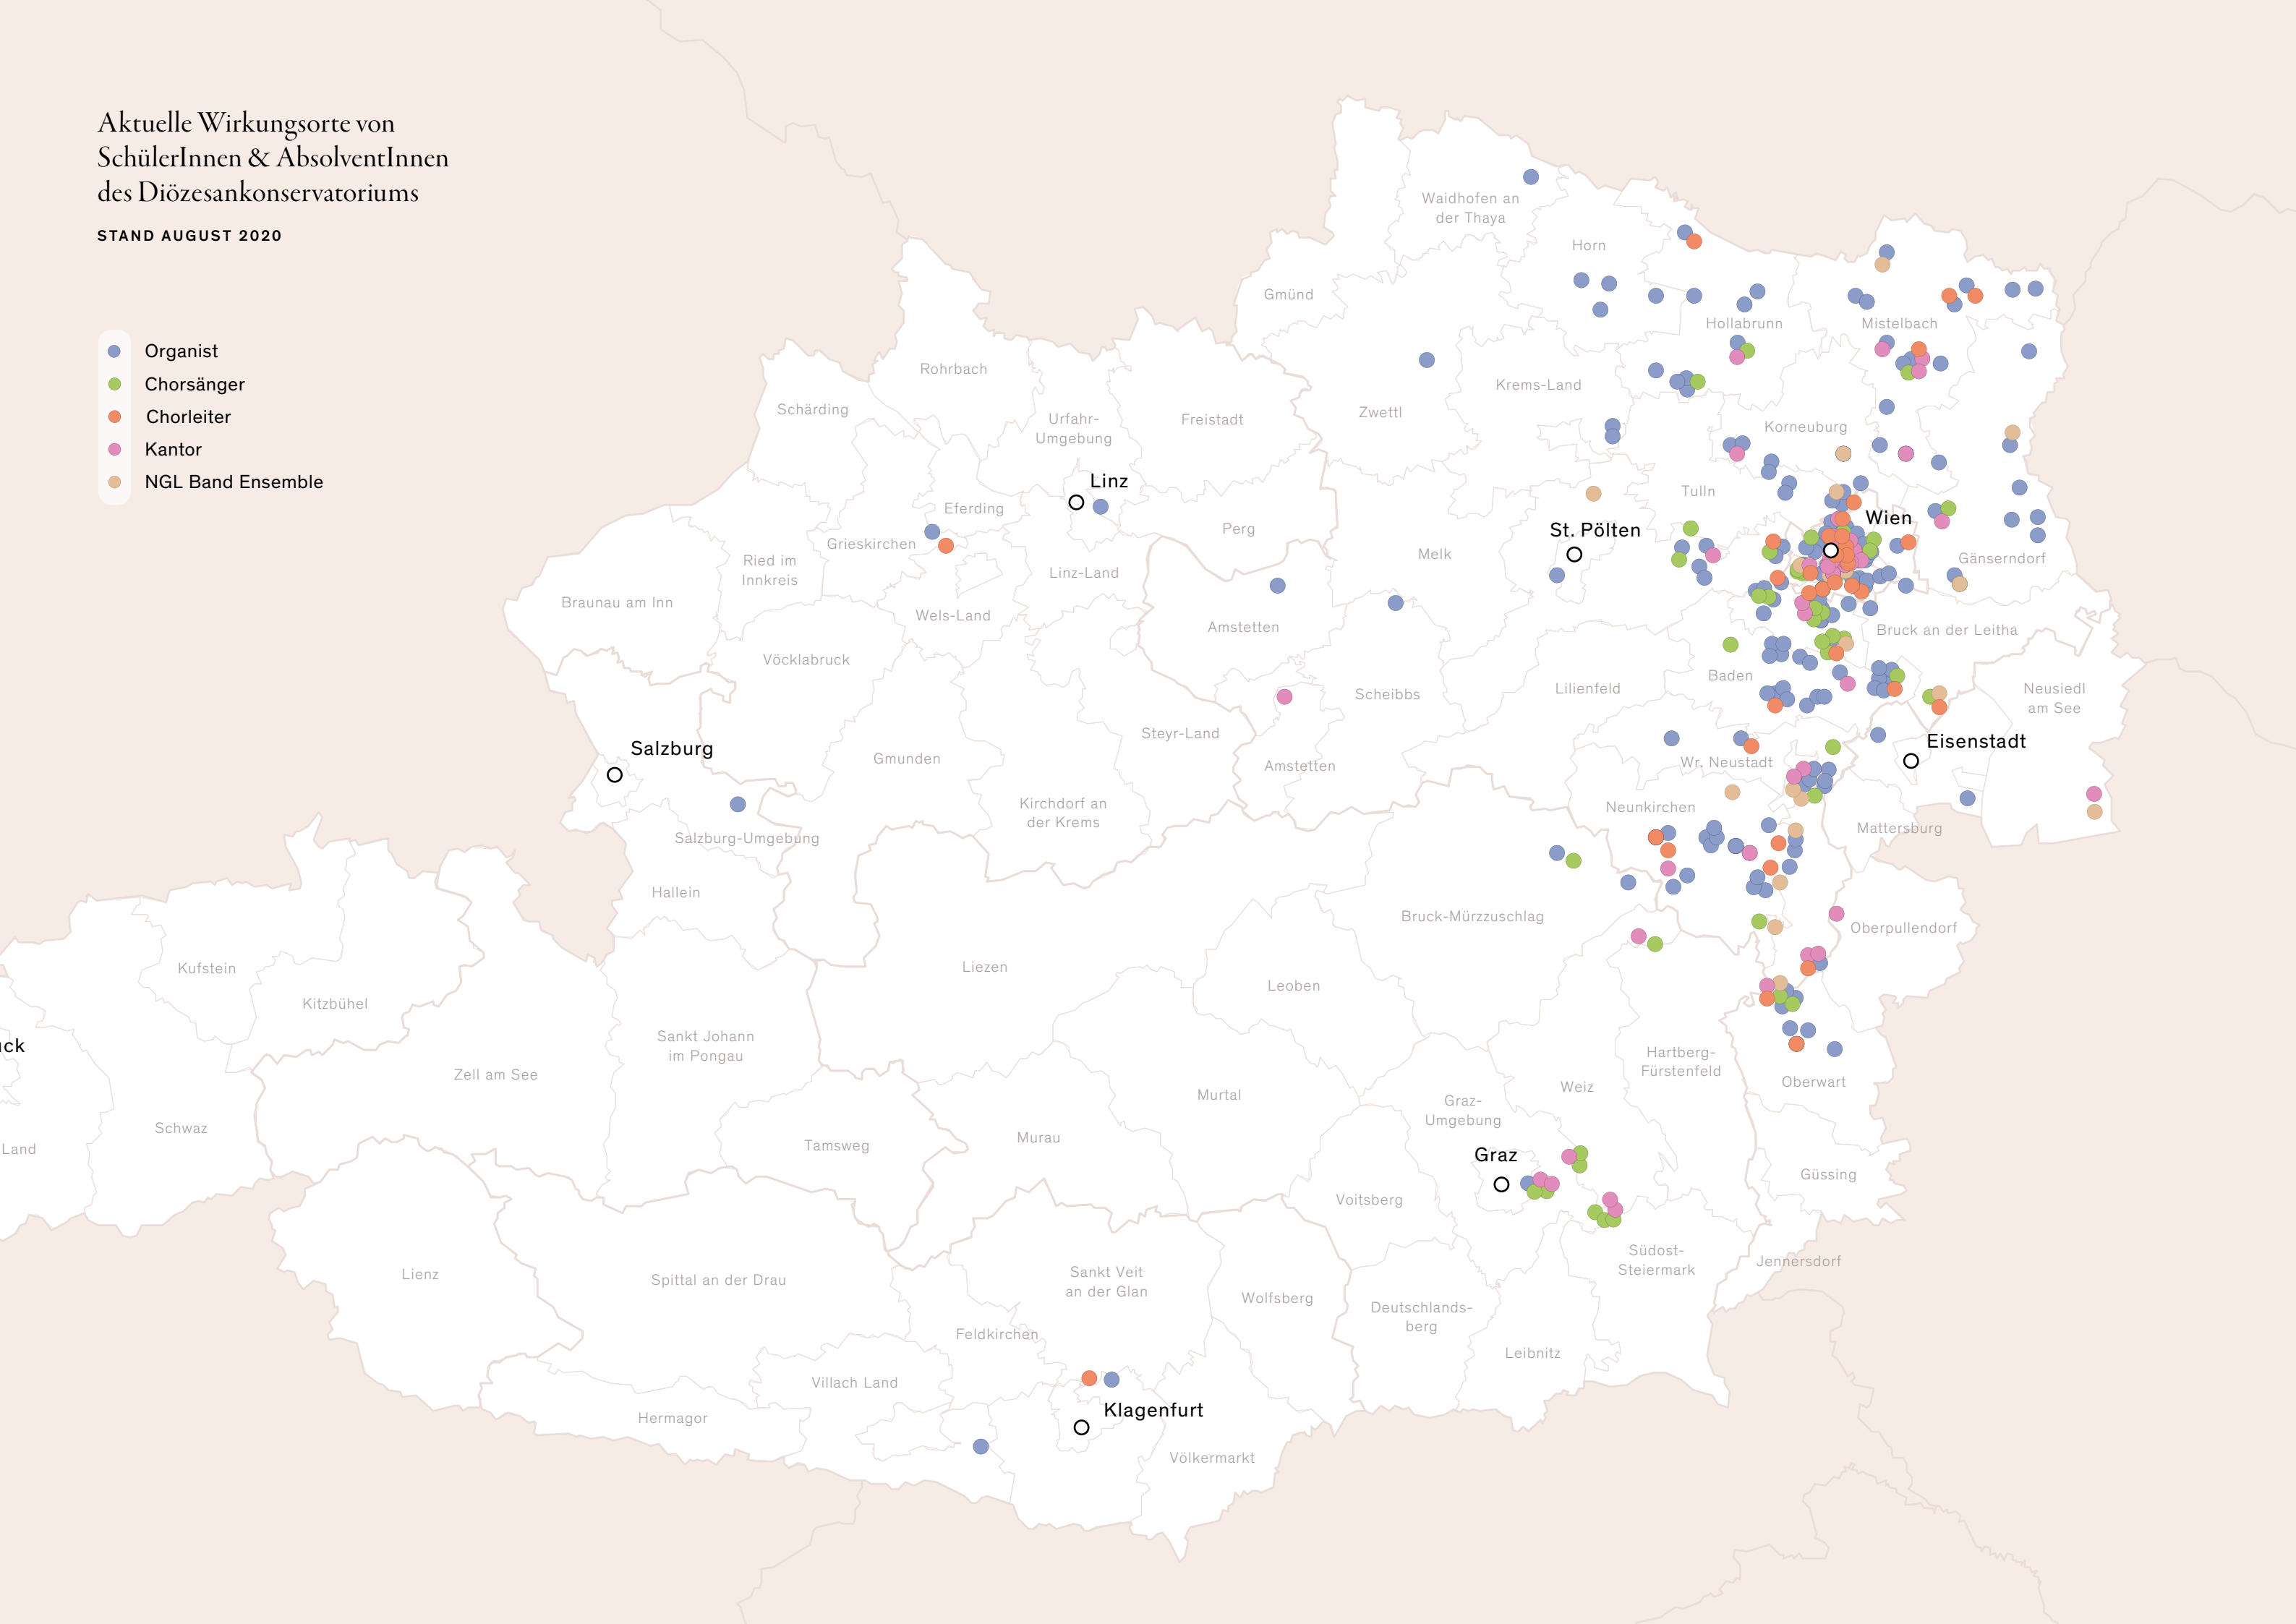 Aktuelle Wirkungsorte von
SchülerInnen & AbsolventInnen
des Diözesankonservatoriums
STAND AUGUST 2020
Organist
Chorsänger
Chorleiter
Kantor
NGL Band Ensemble
Waidhofen an
der Thaya
Horn
Gmünd
Hollabrunn
Mistelbach
Rohrbach
Krems-Land
Schärding
Zwettl
Urfahr-
Umgebung
Freistadt
Korneuburg
Linz
Tulln
Eferding
Wien
Perg
St. Pölten
Grieskirchen
Melk
Gänserndorf
Ried im
Innkreis
Linz-Land
Braunau am Inn
Wels-Land
Amstetten
Bruck an der Leitha
Vöcklabruck
Baden
Scheibbs
Lilienfeld
Neusiedl
am See
Steyr-Land
Eisenstadt
Salzburg
Gmunden
Amstetten
Wr. Neustadt
Kirchdorf an
der Krems
Neunkirchen
Mattersburg
Salzburg-Umgebung
Hallein
Bruck-Mürzzuschlag
Oberpullendorf
Kufstein
Liezen
Leoben
Kitzbühel
Sankt Johann
im Pongau
uck
Hartberg-
Fürstenfeld
Zell am See
Oberwart
Weiz
Murtal
Graz-
Umgebung
Schwaz
Murau
Tamsweg
Land
Graz
Güssing
Voitsberg
Südost-
Steiermark
Jennersdorf
Lienz
Spittal an der Drau
Sankt Veit
an der Glan
Wolfsberg
Deutschlands-
berg
Feldkirchen
Leibnitz
Villach Land
Klagenfurt
Hermagor
Völkermarkt